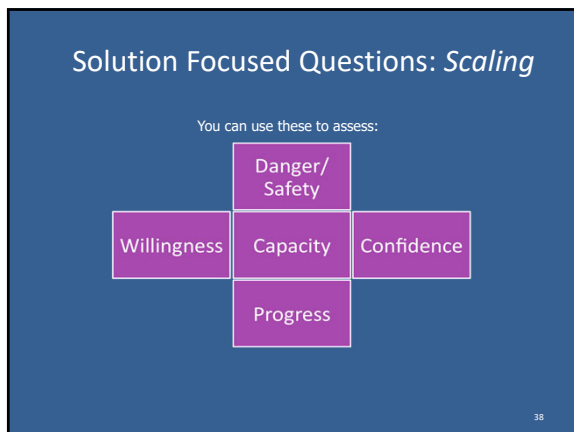 Solution Focused Questions: Scaling
You can use these to assess:
Danger/
Safety
Willingness
Capacity
Confidence
Progress
38